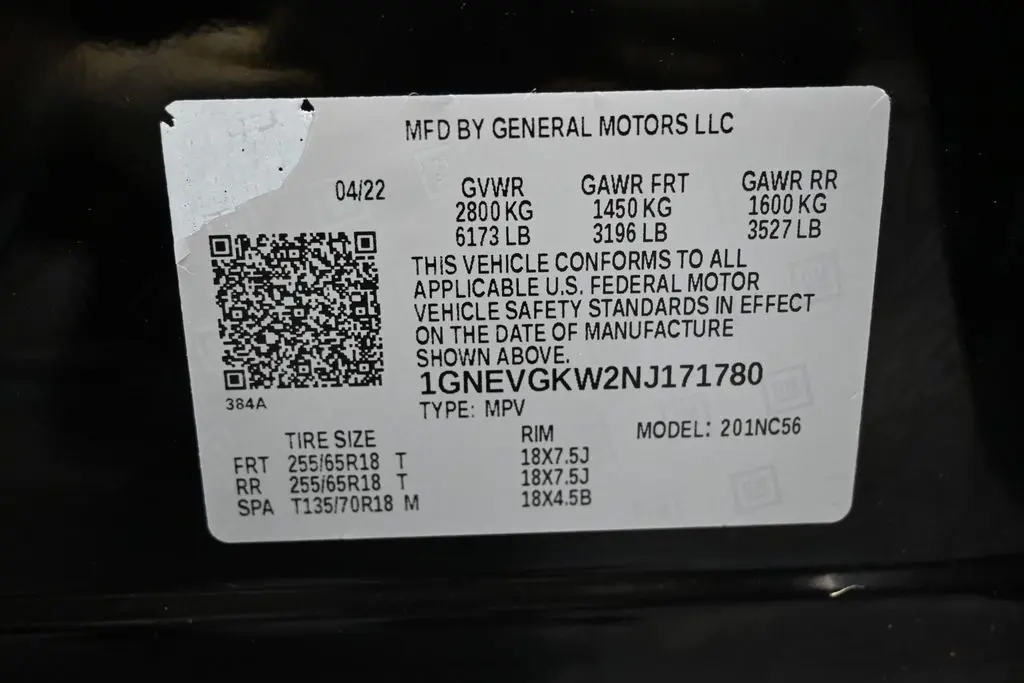 MFD BY GENERAL MOTORS LLC
04/22 GVWR GAWR FRT GAWR RR
2800 KG 1450 KG 1600 KG
6173 LB 3196 LB 3527 LB
THIS VEHICLE CONFORMS TO ALL
APPLICABLE U.S. FEDERAL MOTOR
VEHICLE SAFETY STANDARDS IN EFFECT
ON THE DATE OF MANUFACTURE
SHOWN ABOVE.
1GNEVGKW2NJ171780
384A
TYPE: MPV
TIRE SIZE RIM MODEL: 201NC56
FRT 255/65R18 T 18X7.5J
RR 255/65R18 T 18X7.5J
SPA T135/70R18 M 18X4.5B